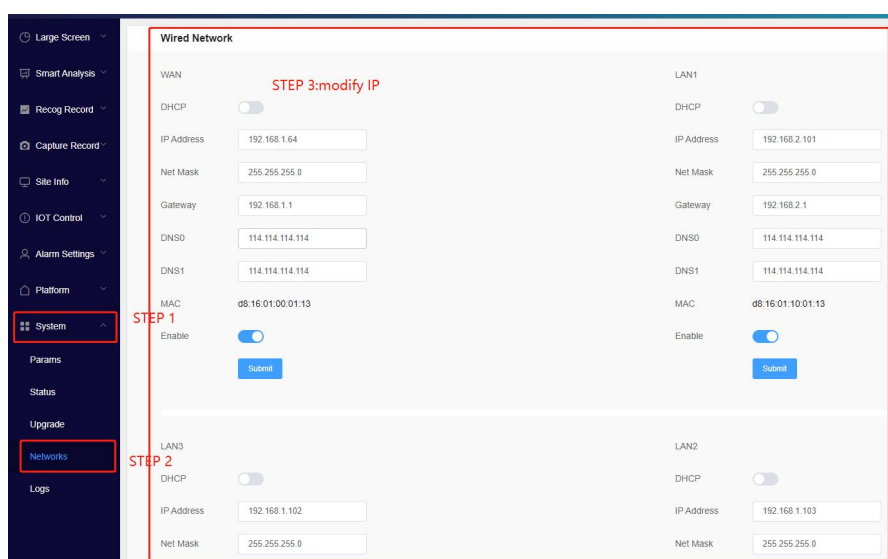 Large Screen
Smart Analysis
Recog Record
Capture Record
Site Info
IOT Control
Alarm Settings
Platform
System
Params
Status
Upgrade
Networks
Logs
STEP 1
STEP 2
Wired Network
STEP 3:modify IP
WAN
DHCP
IP Address 192.168.1.64
Net Mask 255.255.255.0
Gateway 192.168.1.1
DNS0 114.114.114.114
DNS1 114.114.114.114
MAC d8:16:01:00:01:13
Enable
Submit
LAN1
DHCP
IP Address 192.168.2.101
Net Mask 255.255.255.0
Gateway 192.168.2.1
DNS0 114.114.114.114
DNS1 114.114.114.114
MAC d8:16:01:10:01:13
Enable
Submit
LAN3
DHCP
IP Address 192.168.1.102
Net Mask 255.255.255.0
LAN2
DHCP
IP Address 192.168.1.103
Net Mask 255.255.255.0